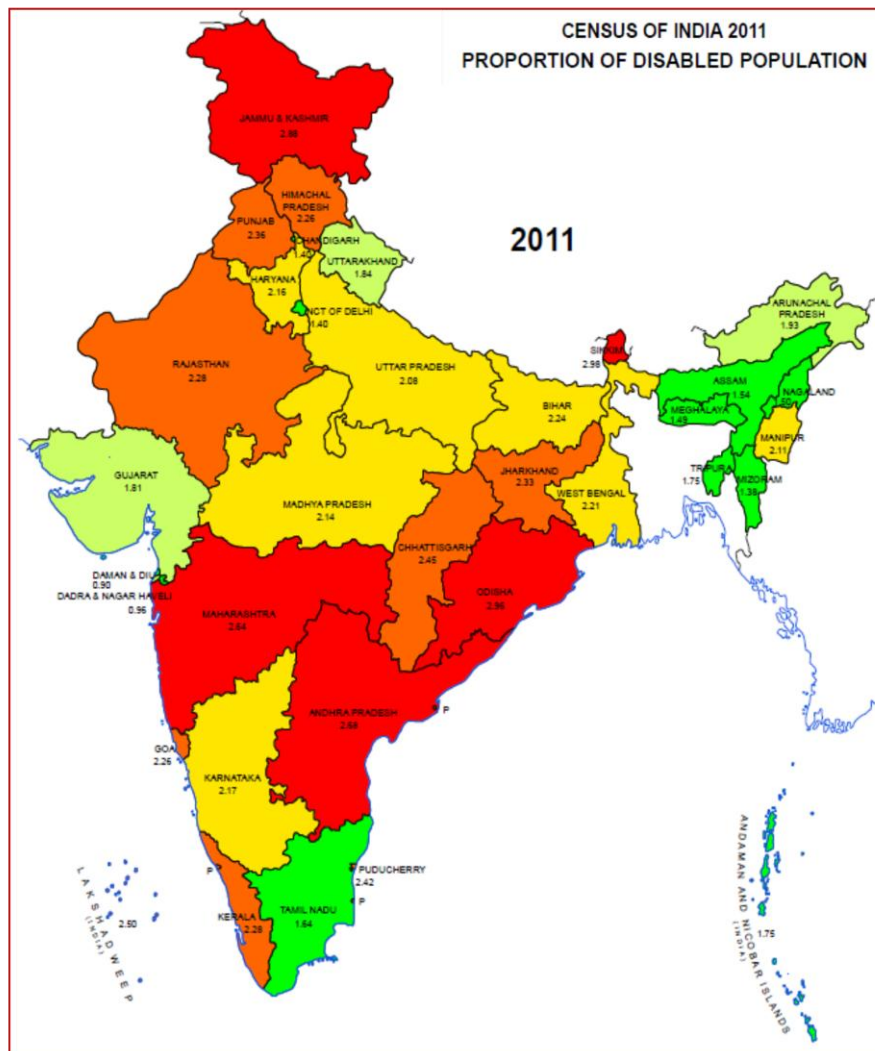 CENSUS OF INDIA 2011
PROPORTION OF DISABLED POPULATION
2011
JAMMU & KASHMIR
HIMACHAL
PRADESH
2.26
PUNJAB
2.36
CHANDIGARH
1.40
UTTARAKHAND
1.84
HARYANA
2.16
NCT OF DELHI
1.40
RAJASTHAN
2.28
UTTAR PRADESH
2.08
BIHAR
2.24
SIKKIM
2.98
ARUNACHAL
PRADESH
1.93
ASSAM
1.54
NAGALAND
MEGHALAYA
1.49
MANIPUR
2.11
TRIPURA
1.75
MIZORAM
1.38
GUJARAT
1.81
MADHYA PRADESH
2.14
JHARKHAND
2.33
WEST BENGAL
2.21
CHHATTISGARH
2.45
ODISHA
2.96
DAMAN & DIU
0.90
DADRA & NAGAR HAVELI
0.96
MAHARASHTRA
2.64
ANDHRA PRADESH
2.68
P
GOA
2.26
KARNATAKA
2.17
P
PUDUCHERRY
2.42
P
KERALA
2.28
TAMIL NADU
1.64
LAKSHADWEEP
(INDIA)
2.50
ANDAMAN AND NICOBAR ISLANDS
(INDIA)
1.75